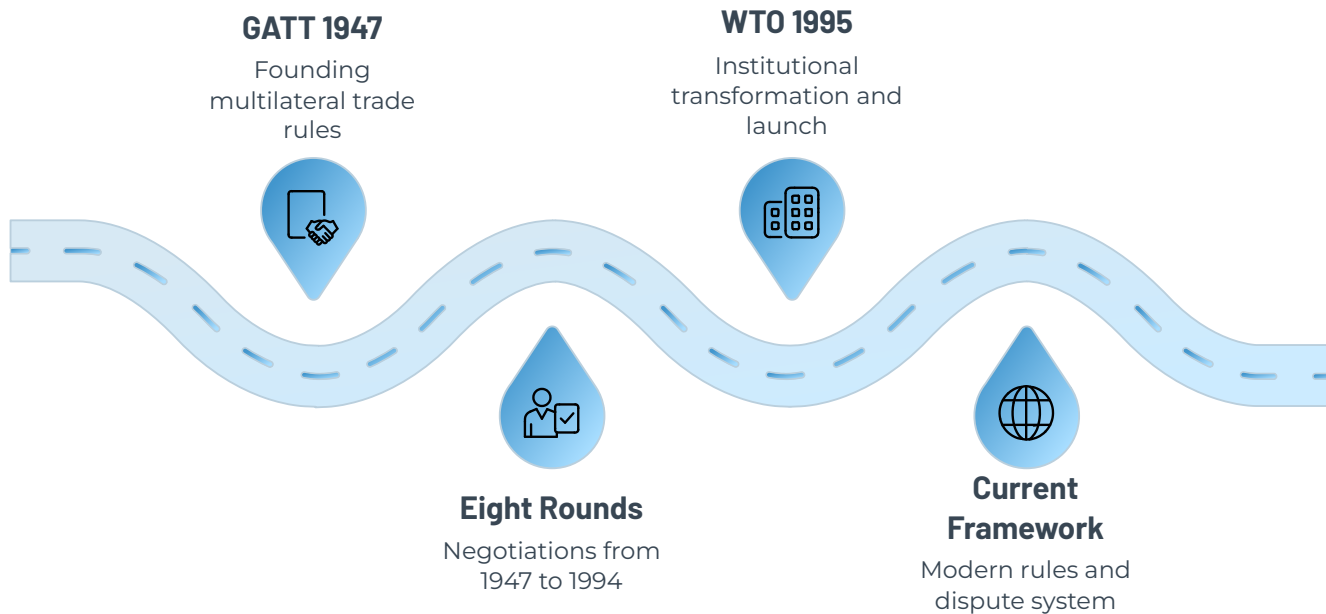 GATT 1947
Founding
multilateral trade
rules
Eight Rounds
Negotiations from
1947 to 1994
WTO 1995
Institutional
transformation and
launch
Current
Framework
Modern rules and
dispute system